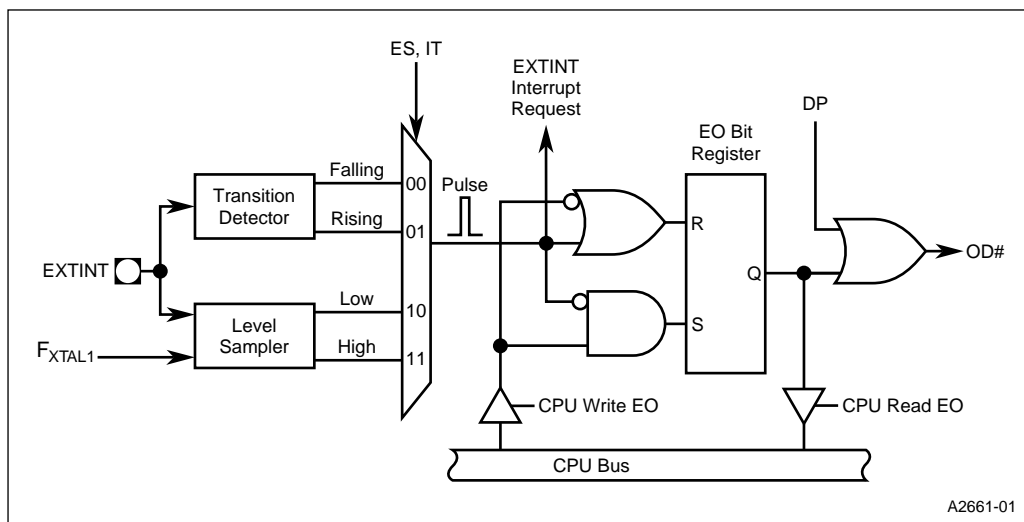 ES, IT
EXTINT
Interrupt
Request
DP
EO Bit
Register
Falling
00
Pulse
Transition
Detector
Rising
01
R
EXTINT
Q
OD#
Low
10
S
Level
Sampler
High
11
FXTAL1
CPU Write EO
CPU Read EO
CPU Bus
A2661-01